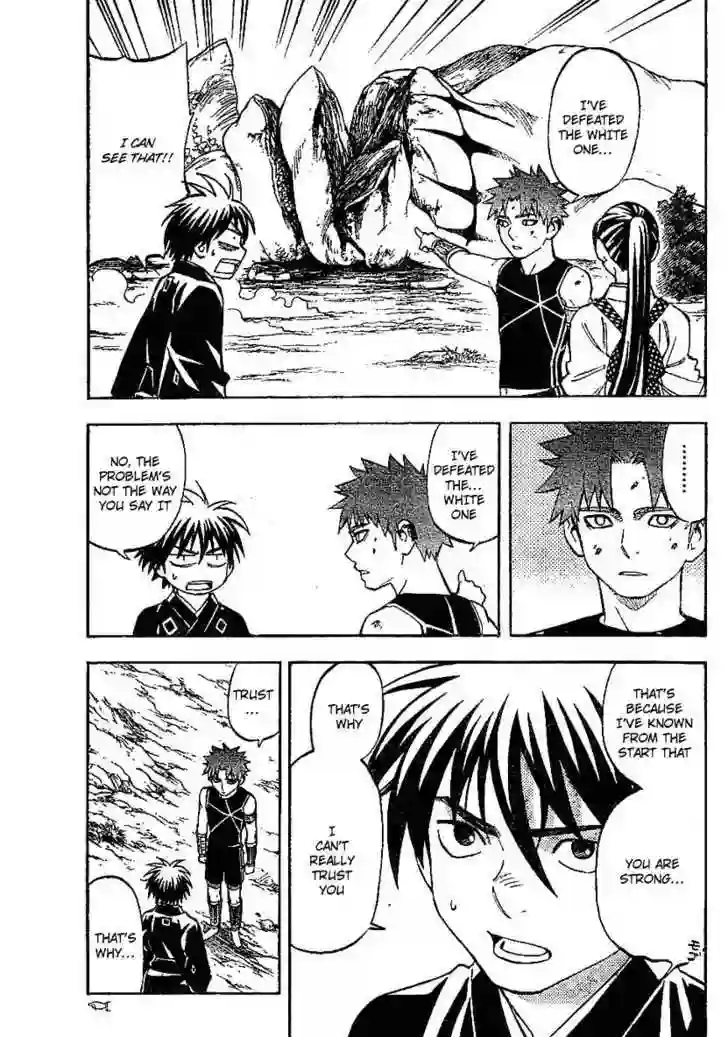 I'VE
DEFEATED
THE WHITE
ONE...
I CAN
SEE THAT!!
.........
I'VE
DEFEATED
THE...
WHITE
ONE
NO, THE
PROBLEM'S
NOT THE WAY
YOU SAY IT
THAT'S
BECAUSE
I'VE KNOWN
FROM THE
START THAT
YOU ARE
STRONG...
THAT'S
WHY
I
CAN'T
REALLY
TRUST
YOU
TRUST
...
THAT'S
WHY...